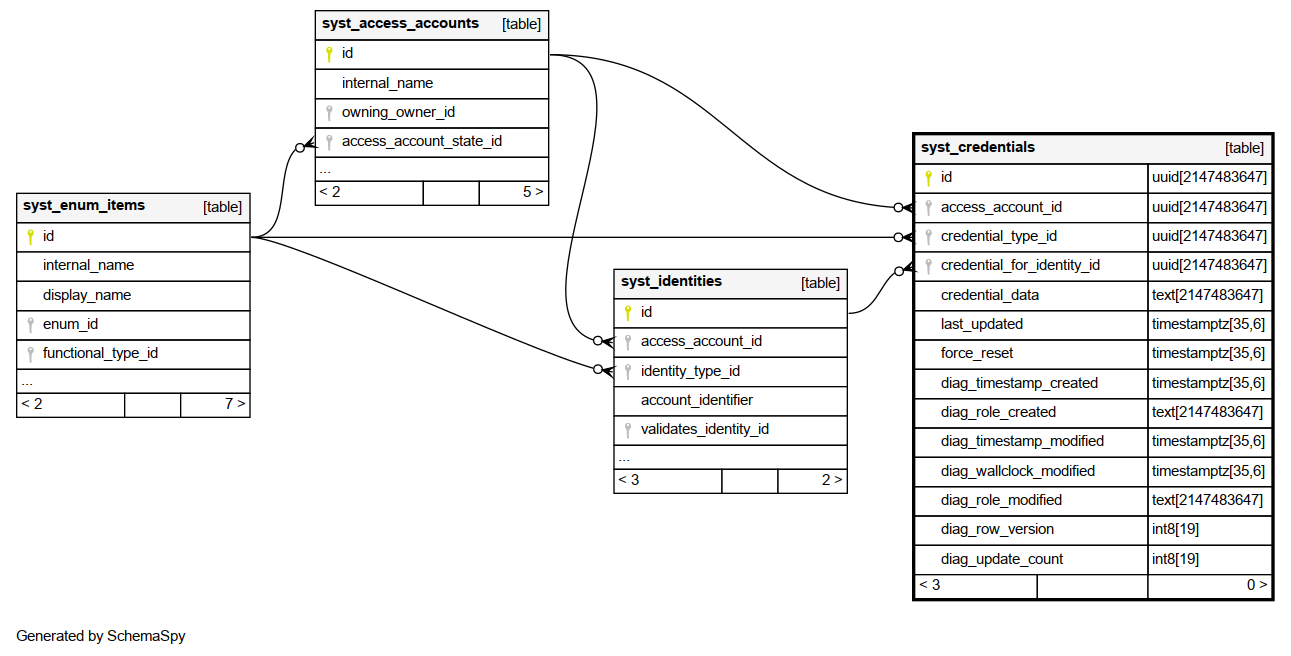 syst_access_accounts [table]
id
internal_name
owning_owner_id
access_account_state_id
...
< 2 5 >
syst_enum_items [table]
id
internal_name
display_name
enum_id
functional_type_id
...
< 2 7 >
syst_identities [table]
id
access_account_id
identity_type_id
account_identifier
validates_identity_id
...
< 3 2 >
syst_credentials [table]
id uuid[2147483647]
access_account_id uuid[2147483647]
credential_type_id uuid[2147483647]
credential_for_identity_id uuid[2147483647]
credential_data text[2147483647]
last_updated timestamptz[35,6]
force_reset timestamptz[35,6]
diag_timestamp_created timestamptz[35,6]
diag_role_created text[2147483647]
diag_timestamp_modified timestamptz[35,6]
diag_wallclock_modified timestamptz[35,6]
diag_role_modified text[2147483647]
diag_row_version int8[19]
diag_update_count int8[19]
< 3 0 >
Generated by SchemaSpy